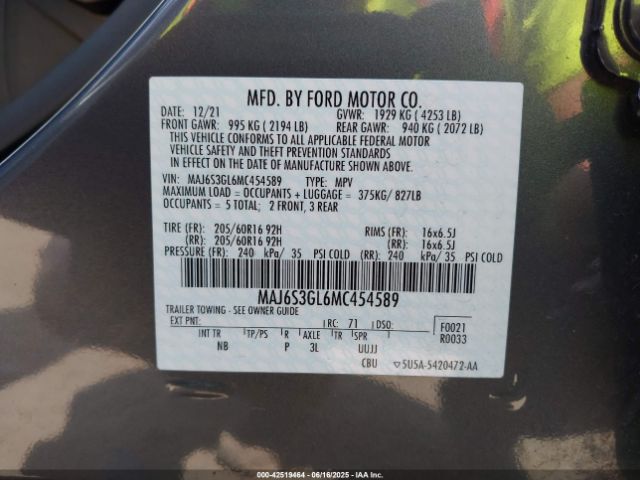 MFD. BY FORD MOTOR CO.
DATE: 12/21 GVWR: 1929 KG ( 4253 LB)
FRONT GAWR: 995 KG ( 2194 LB) REAR GAWR: 940 KG ( 2072 LB)
THIS VEHICLE CONFORMS TO ALL APPLICABLE FEDERAL MOTOR
VEHICLE SAFETY AND THEFT PREVENTION STANDARDS
IN EFFECT ON THE DATE OF MANUFACTURE SHOWN ABOVE.
VIN: MAJ6S3GL6MC454589 TYPE: MPV
MAXIMUM LOAD = OCCUPANTS + LUGGAGE = 375KG/ 827LB
OCCUPANTS = 5 TOTAL; 2 FRONT, 3 REAR
TIRE (FR): 205/60R16 92H RIMS (FR): 16x6.5J
(RR): 205/60R16 92H (RR): 16x6.5J
PRESSURE (FR): 240 kPa/ 35 PSI COLD (RR): 240 kPa/ 35 PSI COLD
MAJ6S3GL6MC454589
TRAILER TOWING - SEE OWNER GUIDE
EXT PNT: RC: 71 DSO: F0021
INT TR TP/PS R AXLE TR SPR R0033
NB P 3L UUJJ
CBU ▽5U5A-5420472-AA
© 000-42519464 - 06/16/2025 - IAA Inc.